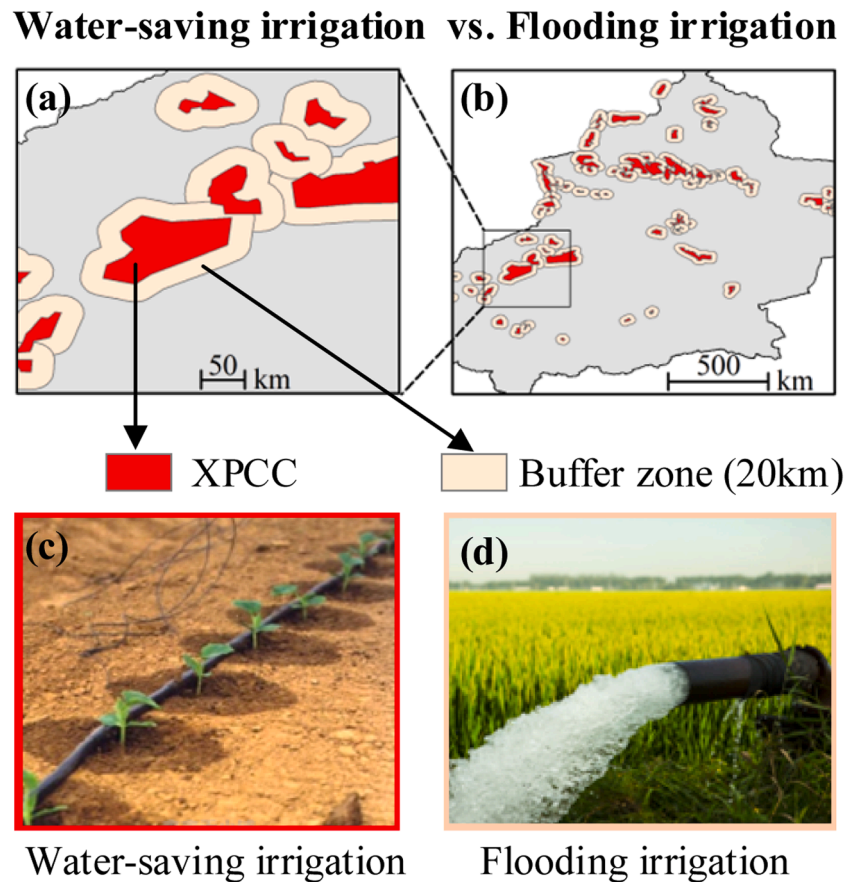 Water-saving irrigation vs. Flooding irrigation
(a)
(b)
50
km
500
km
XPCC
Buffer zone (20km)
(c)
(d)
Water-saving irrigation
Flooding irrigation